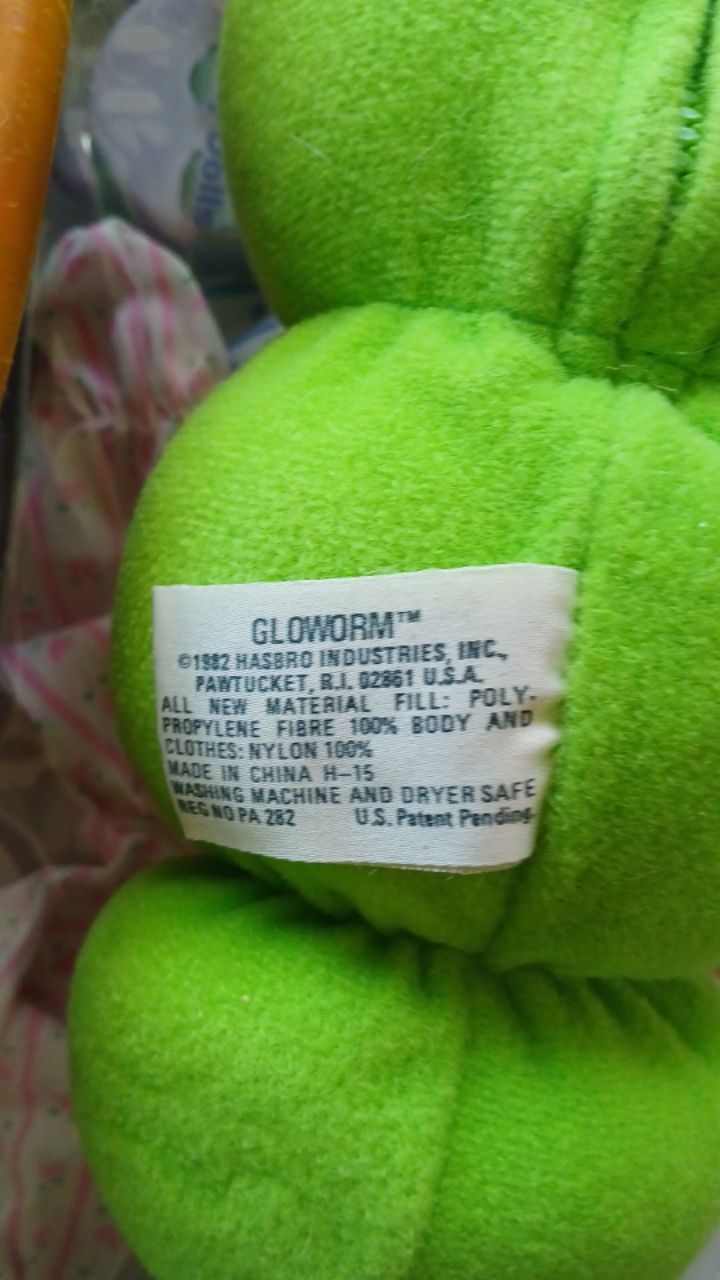 GLOWORM™
©1982 HASBRO INDUSTRIES, INC.,
PAWTUCKET, R.I. 02861 U.S.A.
ALL NEW MATERIAL FILL: POLY-
PROPYLENE FIBRE 100% BODY AND
CLOTHES: NYLON 100%
MADE IN CHINA H-15
WASHING MACHINE AND DRYER SAFE
REG NO PA 282 U.S. Patent Pending